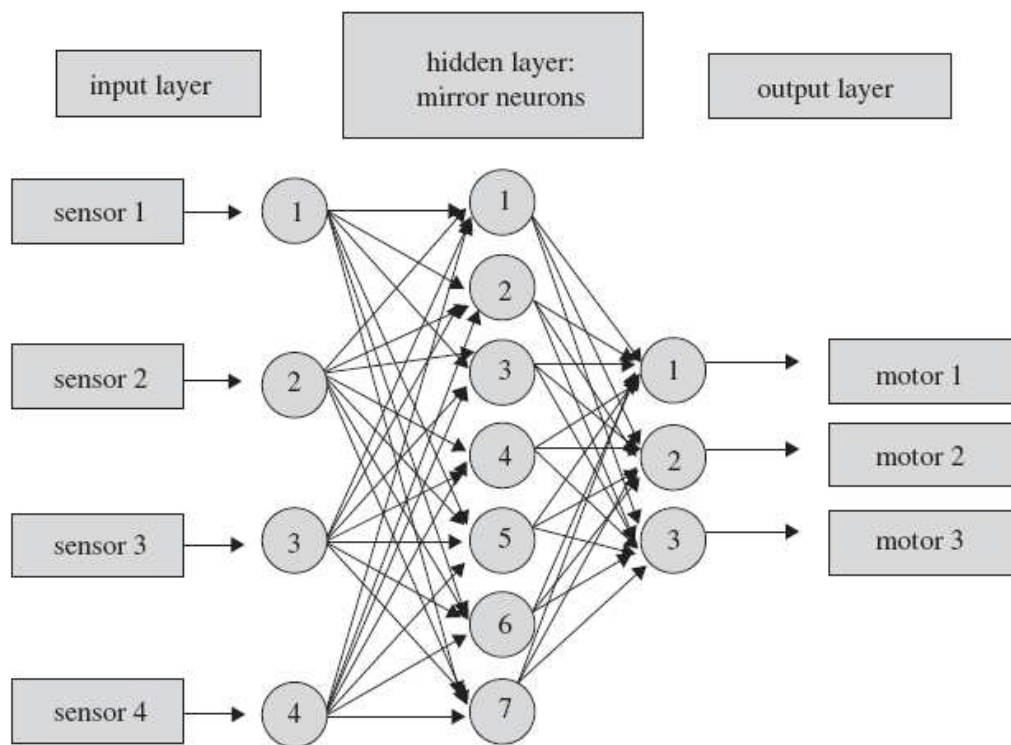 input layer
hidden layer:
mirror neurons
output layer
sensor 1
1
1
2
sensor 2
2
3
1
motor 1
4
2
motor 2
sensor 3
3
5
3
motor 3
6
sensor 4
4
7